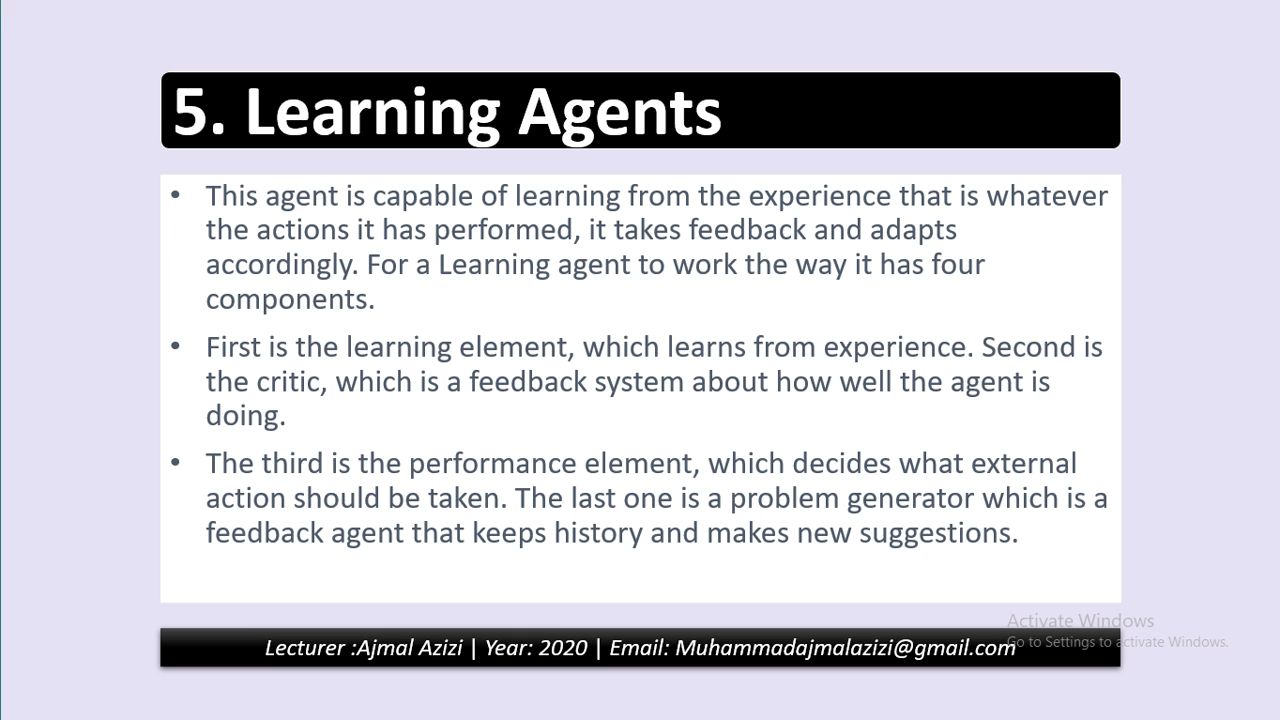 5. Learning Agents
• This agent is capable of learning from the experience that is whatever
the actions it has performed, it takes feedback and adapts
accordingly. For a Learning agent to work the way it has four
components.
• First is the learning element, which learns from experience. Second is
the critic, which is a feedback system about how well the agent is
doing.
• The third is the performance element, which decides what external
action should be taken. The last one is a problem generator which is a
feedback agent that keeps history and makes new suggestions.
Activate Windows
Go to Settings to activate Windows.
Lecturer :Ajmal Azizi | Year: 2020 | Email: Muhammadajmalazizi@gmail.com